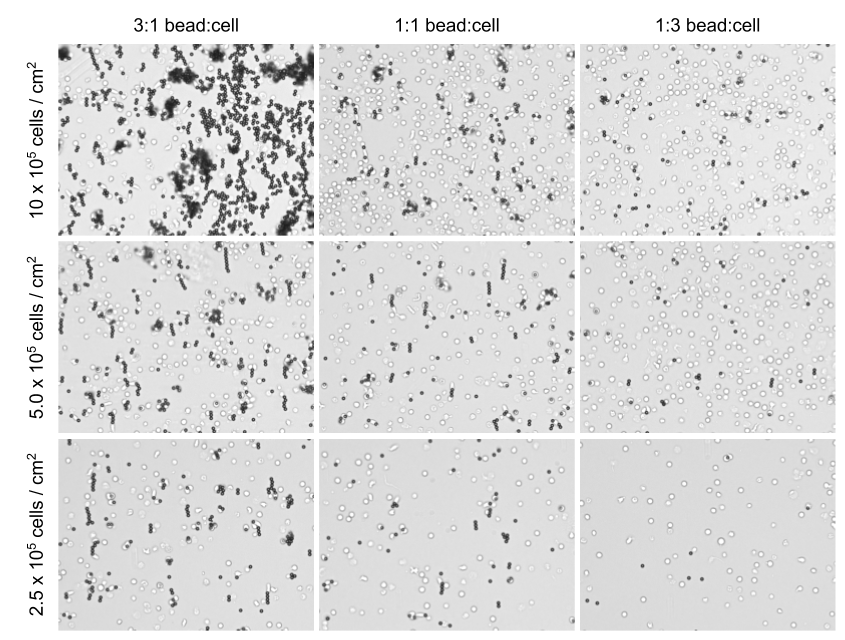 3:1 bead:cell
1:1 bead:cell
1:3 bead:cell
10 x 10⁵ cells / cm²
5.0 x 10⁵ cells / cm²
2.5 x 10⁵ cells / cm²